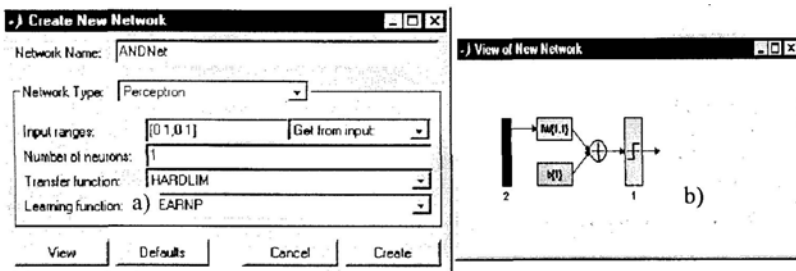 Create New Network
Network Name: ANDNet
Network Type: Perception
Input ranges: [0 1,0 1] Get from input:
Number of neurons: 1
Transfer function: HARDLIM
Learning function: a) EARNP
View Defaults Cancel Create
View of New Network
IW{1,1}
b{1}
2 1
b)